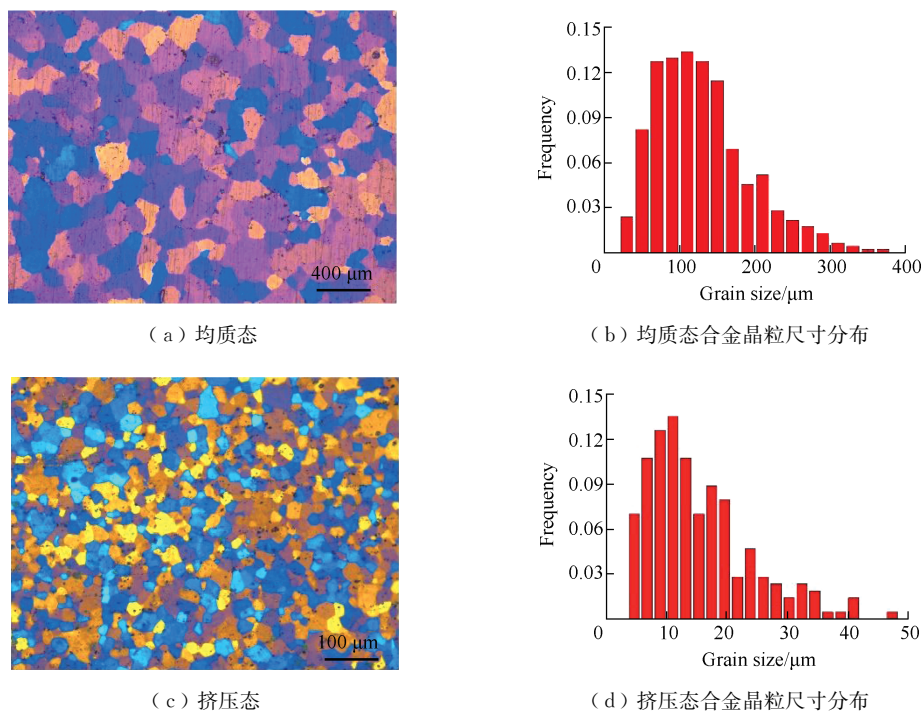 400 μm
(a)均质态
0.15
0.12
0.09
0.06
0.03
Frequency
0 100 200 300 400
Grain size/μm
(b)均质态合金晶粒尺寸分布
100 μm
(c)挤压态
0.15
0.12
0.09
0.06
0.03
Frequency
0 10 20 30 40 50
Grain size/μm
(d)挤压态合金晶粒尺寸分布